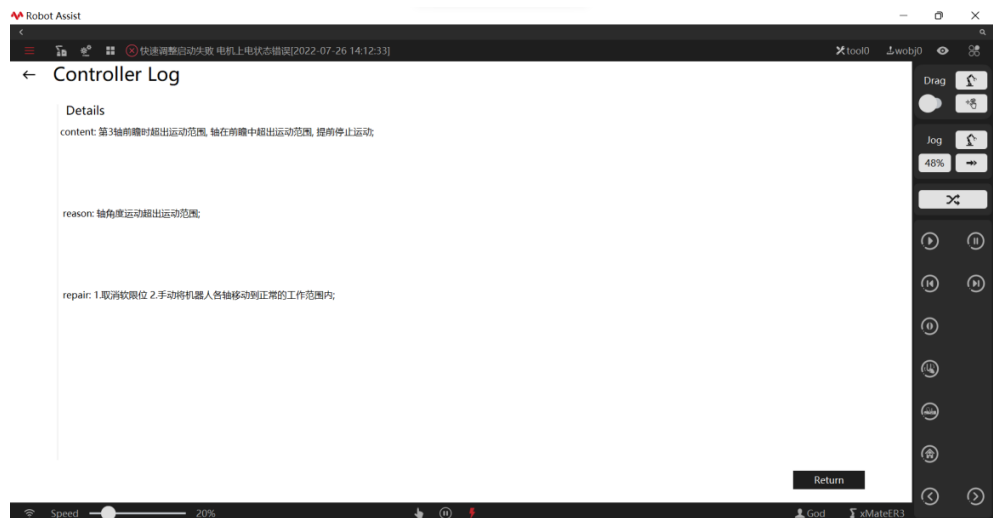 Robot Assist
快速调整启动失败 电机上电状态错误[2022-07-26 14:12:33]
tool0
wobj0
Controller Log
Drag
Details
content: 第3轴前瞻时超出运动范围, 轴在前瞻中超出运动范围, 提前停止运动;
Jog
48%
reason: 轴角度运动超出运动范围;
repair: 1.取消软限位 2.手动将机器人各轴移动到正常的工作范围内;
Return
Speed
20%
God
xMateER3